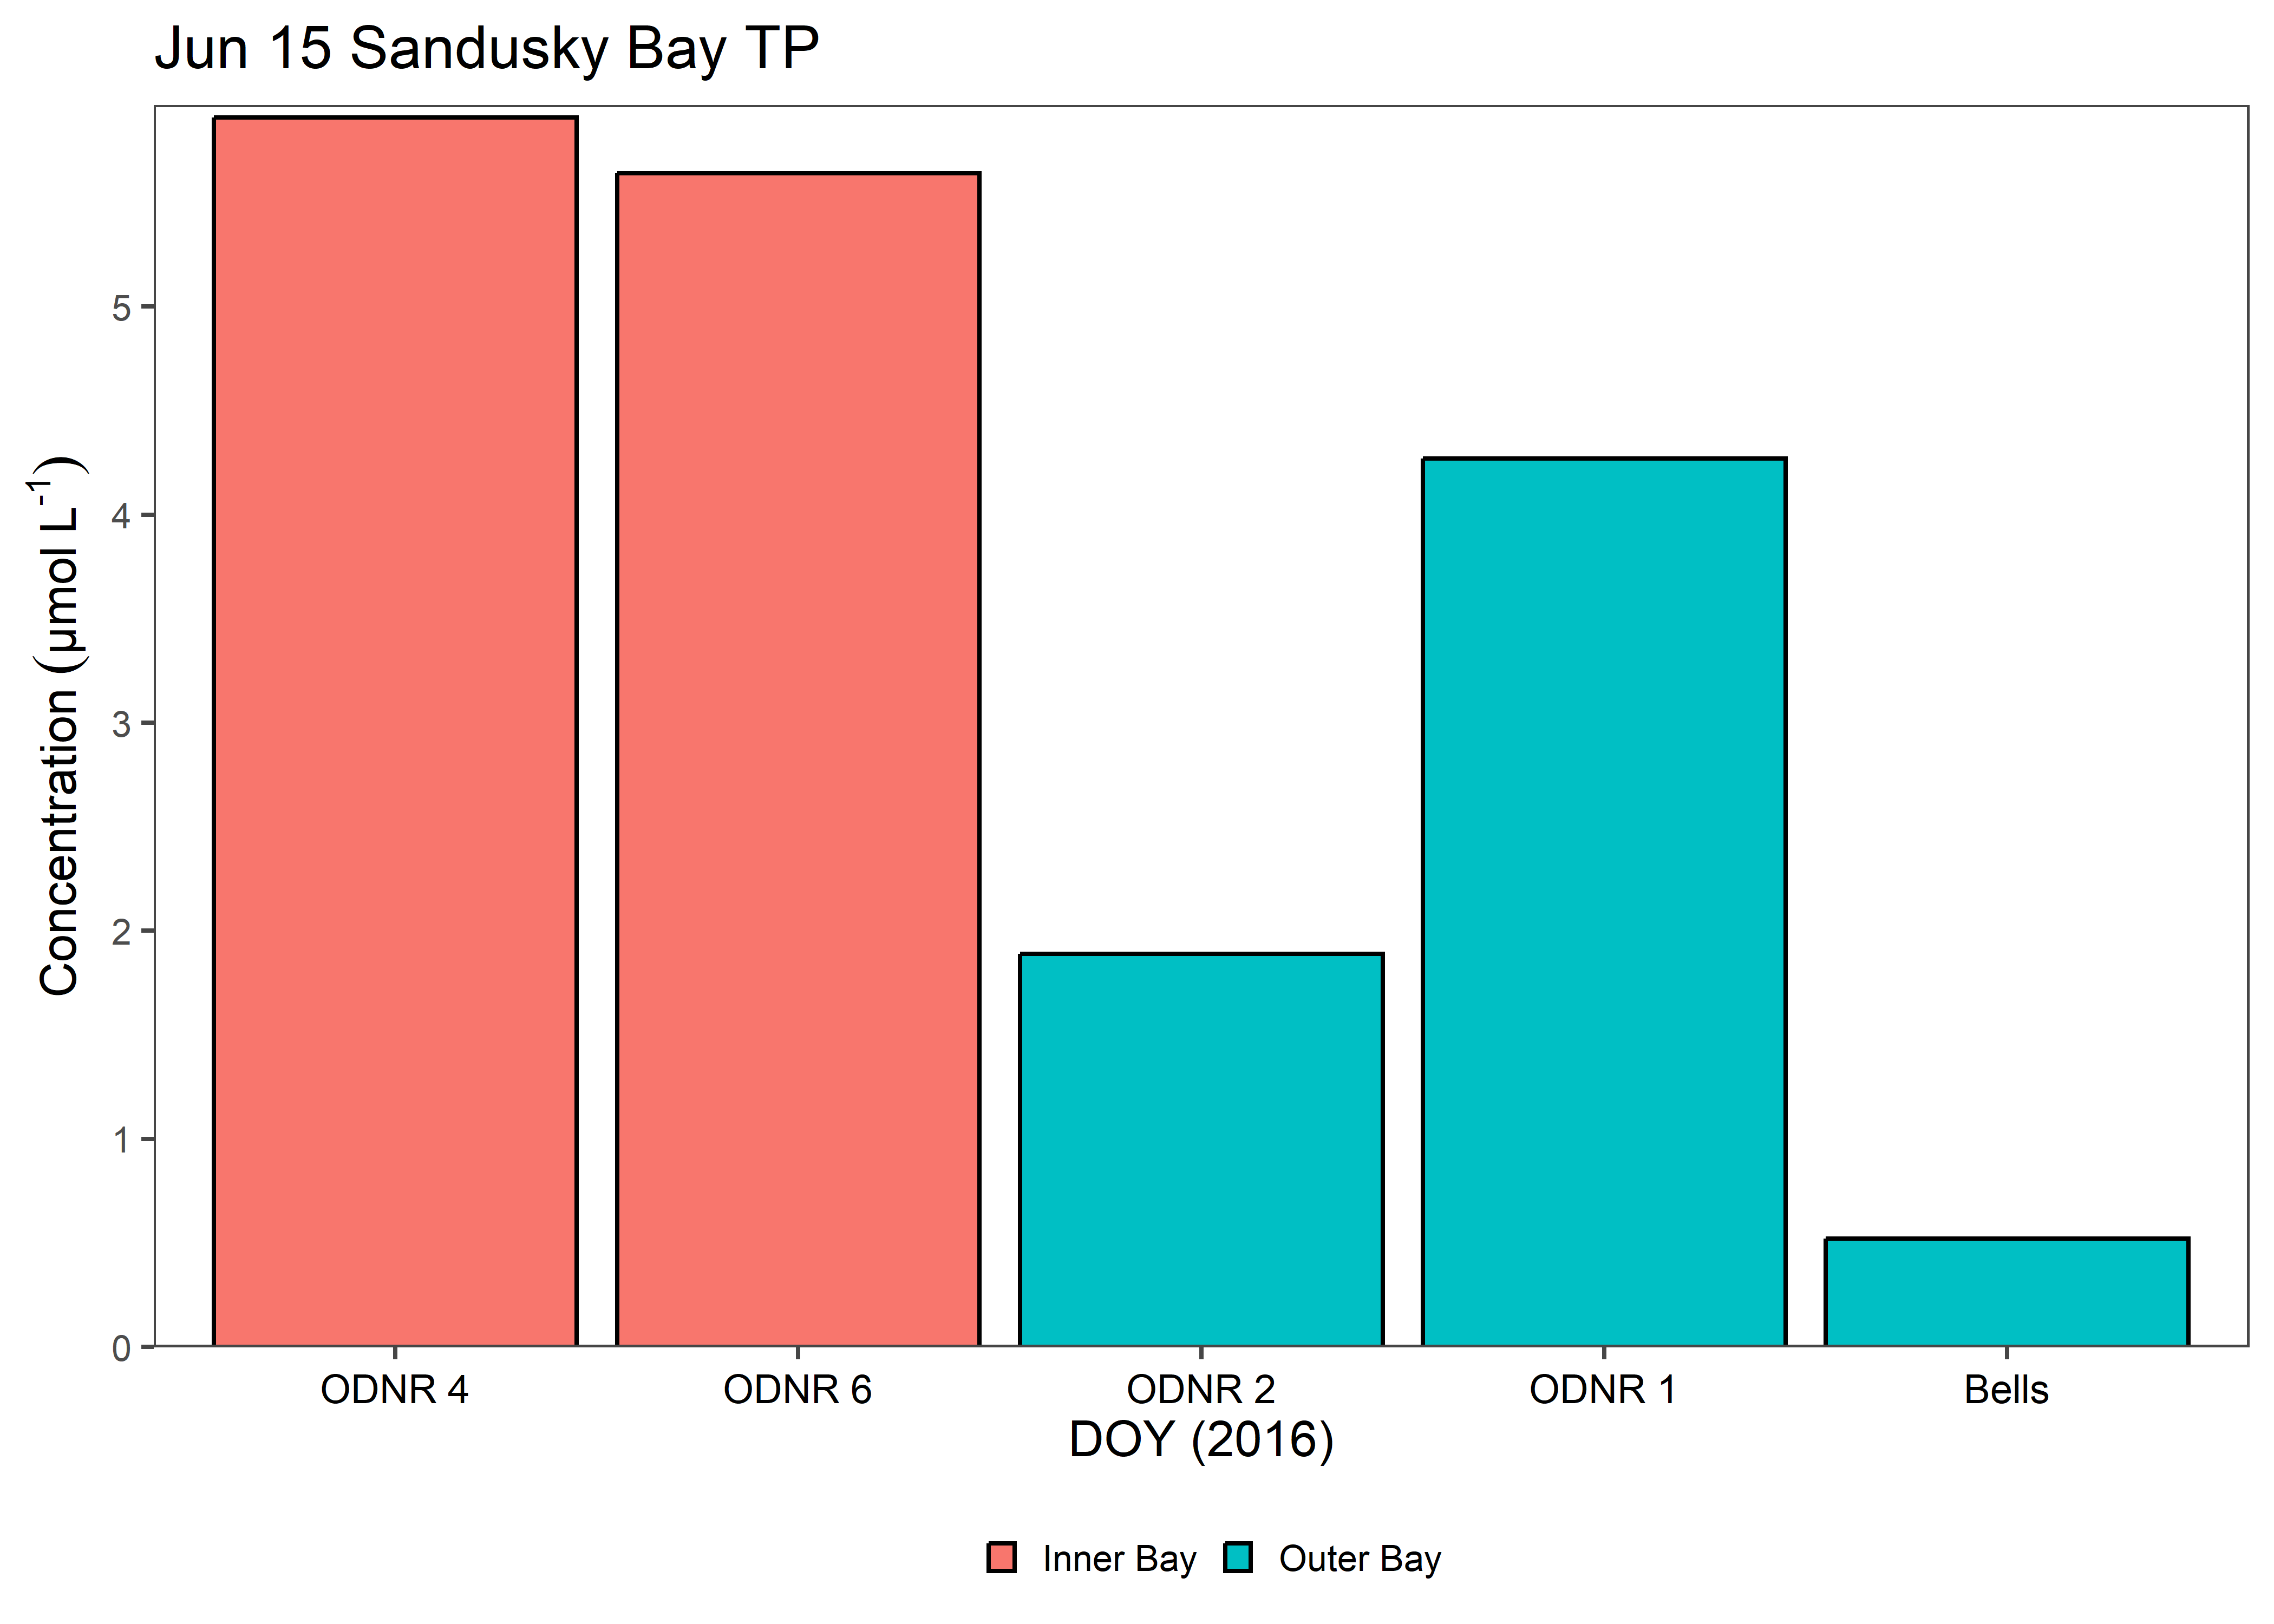 Jun 15 Sandusky Bay TP
Concentration (µmol L⁻¹)
5
4
3
2
1
0
ODNR 4 ODNR 6 ODNR 2 ODNR 1 Bells
DOY (2016)
Inner Bay Outer Bay